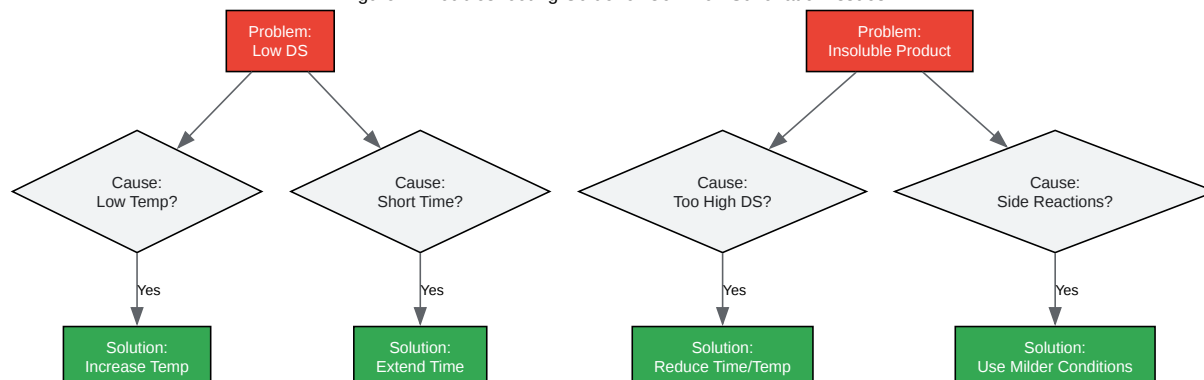 Problem:
Low DS
Problem:
Insoluble Product
Cause:
Low Temp?
Cause:
Short Time?
Cause:
Too High DS?
Cause:
Side Reactions?
Yes
Yes
Yes
Yes
Solution:
Increase Temp
Solution:
Extend Time
Solution:
Reduce Time/Temp
Solution:
Use Milder Conditions